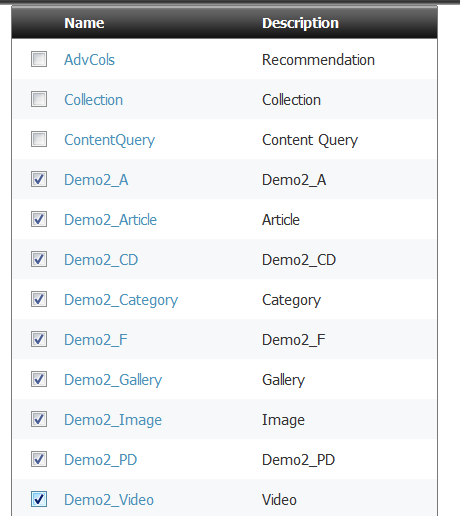 Name Description
AdvCols Recommendation
Collection Collection
ContentQuery Content Query
Demo2_A Demo2_A
Demo2_Article Article
Demo2_CD Demo2_CD
Demo2_Category Category
Demo2_F Demo2_F
Demo2_Gallery Gallery
Demo2_Image Image
Demo2_PD Demo2_PD
Demo2_Video Video